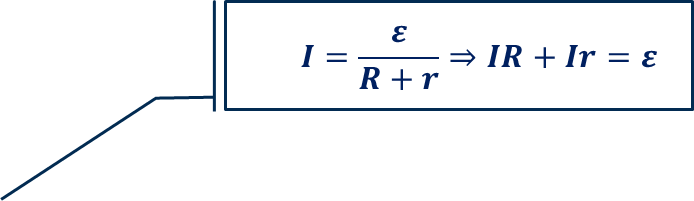 I = ε / (R + r) ⇒ IR + Ir = ε